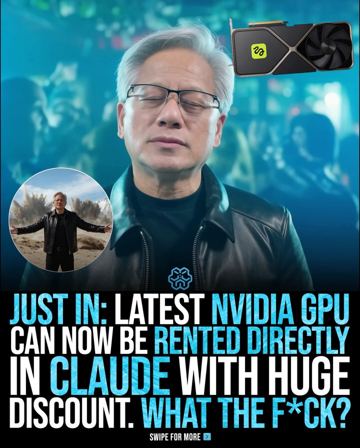 JUST IN: LATEST NVIDIA GPU
CAN NOW BE RENTED DIRECTLY
IN CLAUDE WITH HUGE
DISCOUNT. WHAT THE F*CK?
SWIPE FOR MORE